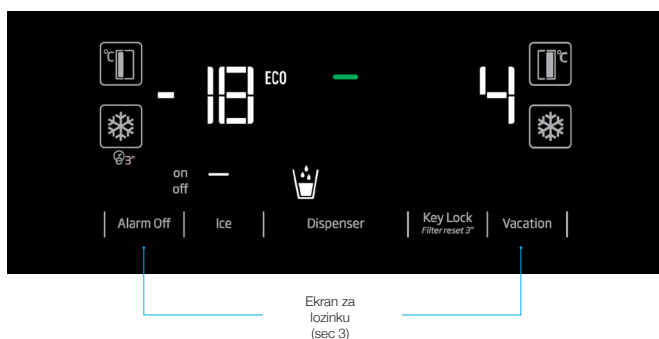 °C
°C
- 18
ECO
4
3"
on
off
Alarm Off
Ice
Dispenser
Key Lock
Filter reset 3"
Vacation
Ekran za
lozinku
(sec 3)